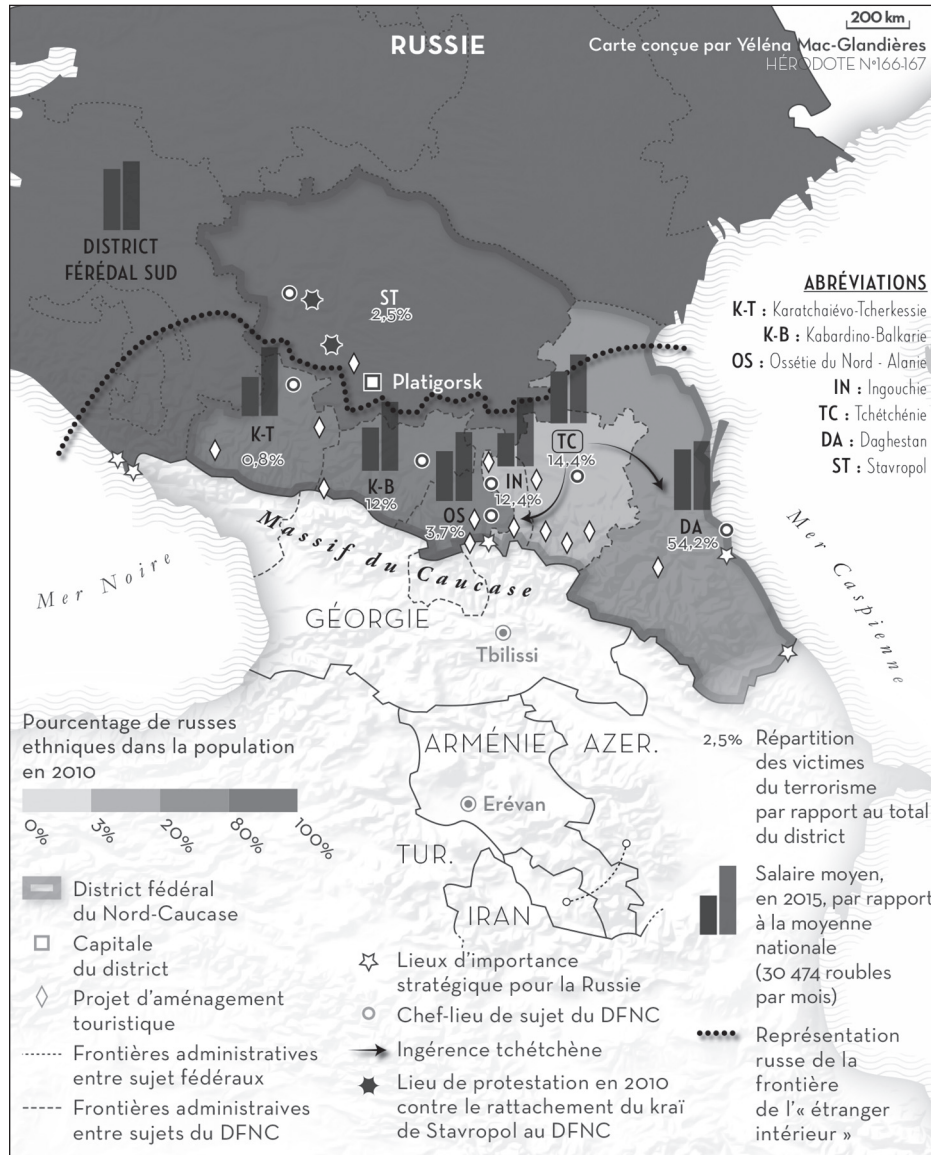 200 km
RUSSIE
Carte conçue par Yéléna Mac-Glandières
HÉRODOTE N°166-167
DISTRICT
FÉRÉDAL SUD
ABRÉVIATIONS
K-T : Karatchaiévo-Tcherkessie
K-B : Kabardino-Balkarie
OS : Ossétie du Nord - Alanie
IN : Ingouchie
TC : Tchétchénie
DA : Daghestan
ST : Stavropol
ST
2,5%
Platigorsk
K-T
0,8%
K-B
12%
OS
3,7%
IN
12,4%
TC
14,4%
DA
54,2%
Massif du Caucase
Mer Noire
Mer Caspienne
GÉORGIE
Tbilissi
ARMÉNIE
AZER.
Erévan
TUR.
IRAN
Pourcentage de russes
ethniques dans la population
en 2010
0%
3%
20%
80%
100%
District fédéral
du Nord-Caucase
Capitale
du district
Projet d'aménagement
touristique
Frontières administratives
entre sujet fédéraux
Frontières administraives
entre sujets du DFNC
Lieux d'importance
stratégique pour la Russie
Chef-lieu de sujet du DFNC
Ingérence tchétchène
Lieu de protestation en 2010
contre le rattachement du kraï
de Stavropol au DFNC
2,5% Répartition
des victimes
du terrorisme
par rapport au total
du district
Salaire moyen,
en 2015, par rapport
à la moyenne
nationale
(30 474 roubles
par mois)
Représentation
russe de la
frontière
de l'« étranger
intérieur »